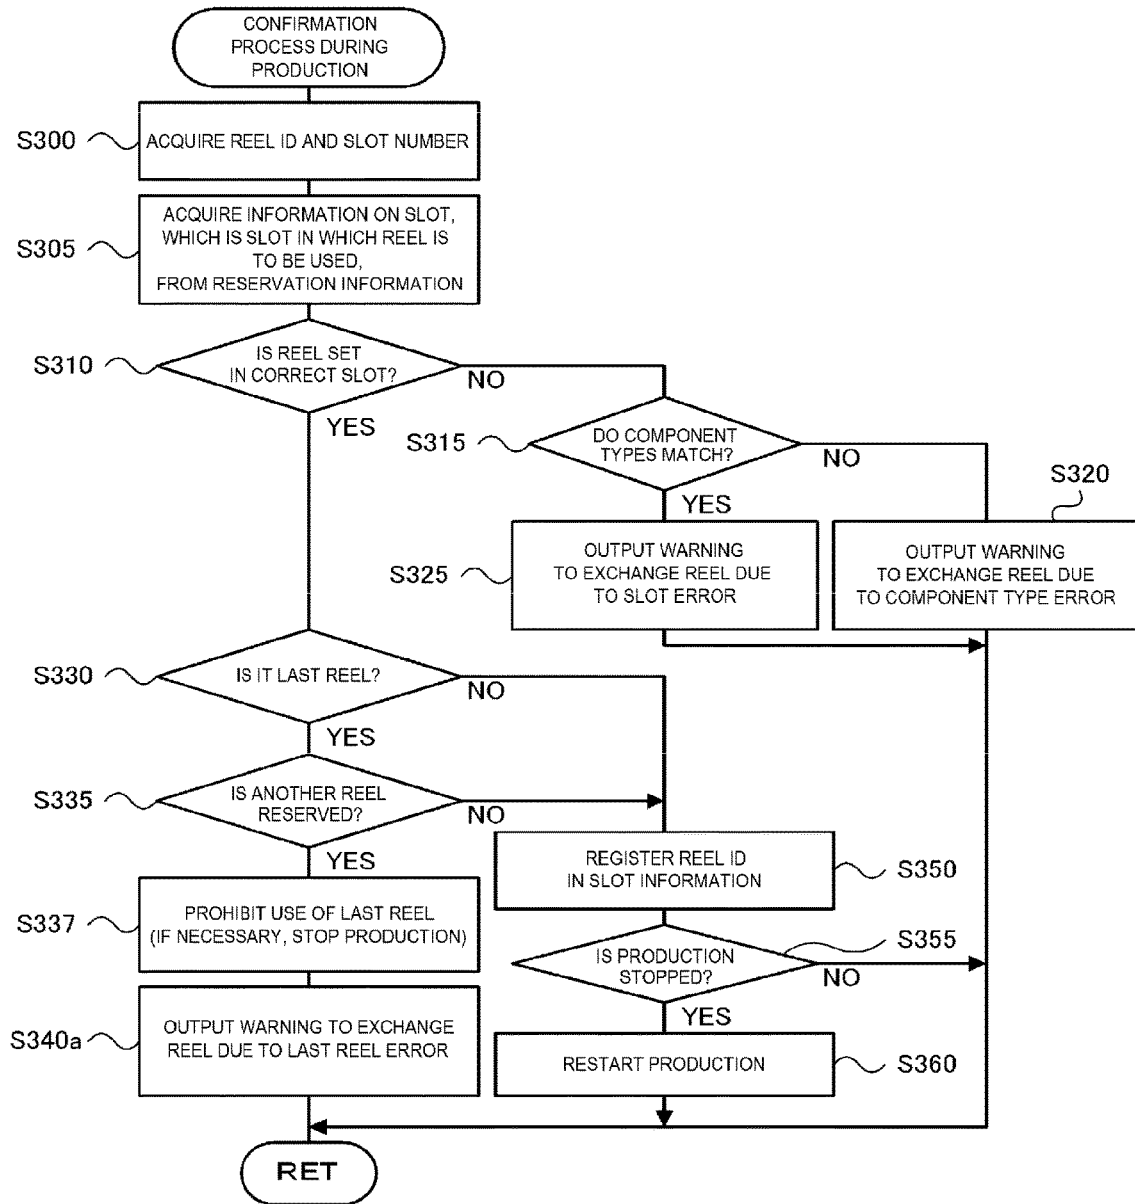 CONFIRMATION
PROCESS DURING
PRODUCTION
S300
ACQUIRE REEL ID AND SLOT NUMBER
S305
ACQUIRE INFORMATION ON SLOT,
WHICH IS SLOT IN WHICH REEL IS
TO BE USED,
FROM RESERVATION INFORMATION
S310
IS REEL SET
IN CORRECT SLOT?
NO
YES
S315
DO COMPONENT
TYPES MATCH?
NO
YES
S320
S325
OUTPUT WARNING
TO EXCHANGE REEL DUE
TO SLOT ERROR
OUTPUT WARNING
TO EXCHANGE REEL DUE
TO COMPONENT TYPE ERROR
S330
IS IT LAST REEL?
NO
YES
S335
IS ANOTHER REEL
RESERVED?
NO
YES
REGISTER REEL ID
IN SLOT INFORMATION
S350
S337
PROHIBIT USE OF LAST REEL
(IF NECESSARY, STOP PRODUCTION)
S355
IS PRODUCTION
STOPPED?
NO
YES
S340a
OUTPUT WARNING TO EXCHANGE
REEL DUE TO LAST REEL ERROR
RESTART PRODUCTION
S360
RET